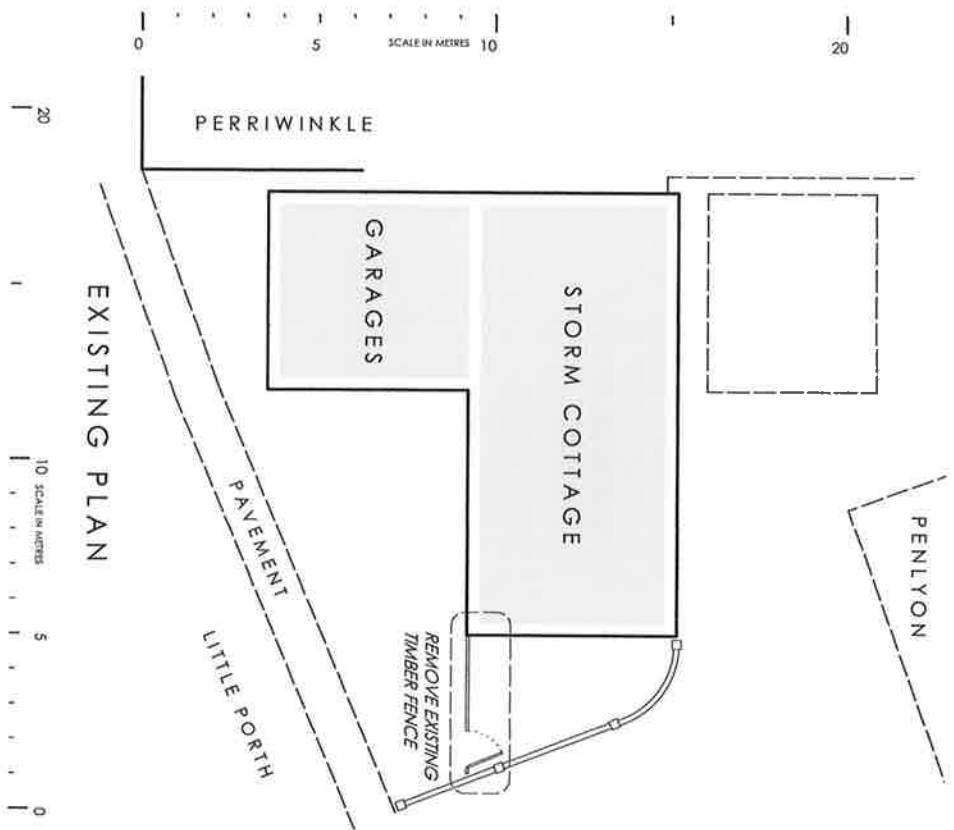 0
5
SCALE IN METRES
10
20
PERRIWINKLE
20
GARAGES
STORM COTTAGE
EXISTING PLAN
10
SCALE IN METRES
PAVEMENT
PENLYON
5
LITTLE PORTH
REMOVE EXISTING
TIMBER FENCE
0